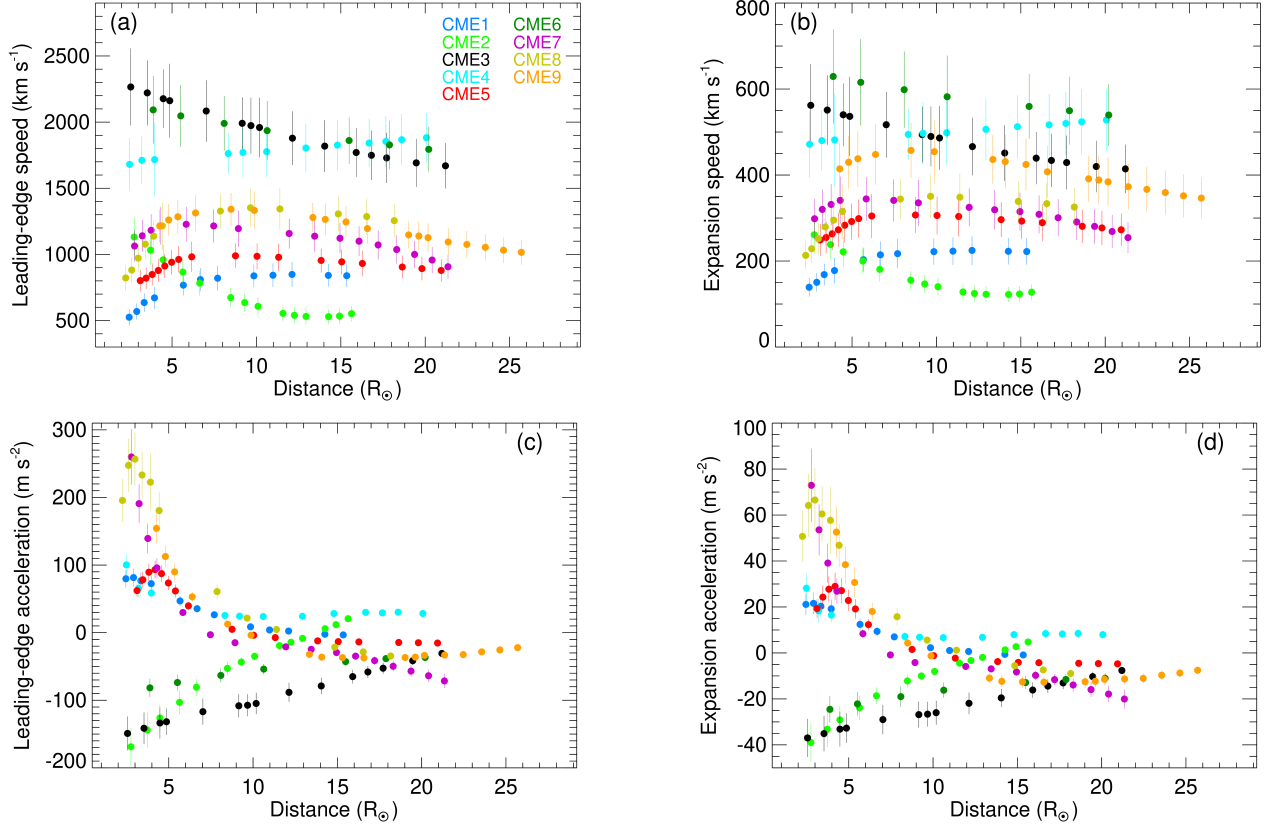 (a)
CME1 CME6
CME2 CME7
CME3 CME8
CME4 CME9
CME5
Leading-edge speed (km s⁻¹)
2500
2000
1500
1000
500
5 10 15 20 25
Distance (R☉)
(b)
Expansion speed (km s⁻¹)
800
600
400
200
0
5 10 15 20 25
Distance (R☉)
(c)
Leading-edge acceleration (m s⁻²)
300
200
100
0
-100
-200
5 10 15 20 25
Distance (R☉)
(d)
Expansion acceleration (m s⁻²)
100
80
60
40
20
0
-20
-40
5 10 15 20 25
Distance (R☉)